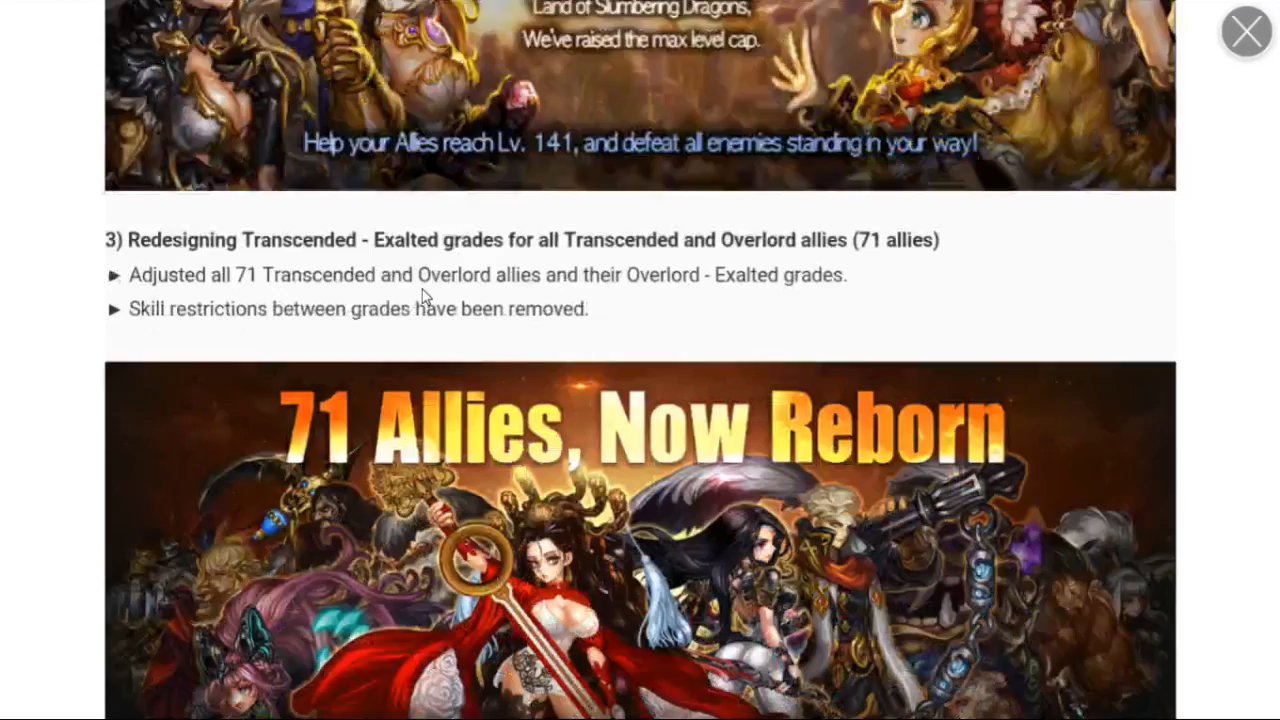 Land of Slumbering Dragons,
We've raised the max level cap.
Help your Allies reach Lv. 141, and defeat all enemies standing in your way!
3) Redesigning Transcended - Exalted grades for all Transcended and Overlord allies (71 allies)
► Adjusted all 71 Transcended and Overlord allies and their Overlord - Exalted grades.
► Skill restrictions between grades have been removed.
71 Allies, Now Reborn